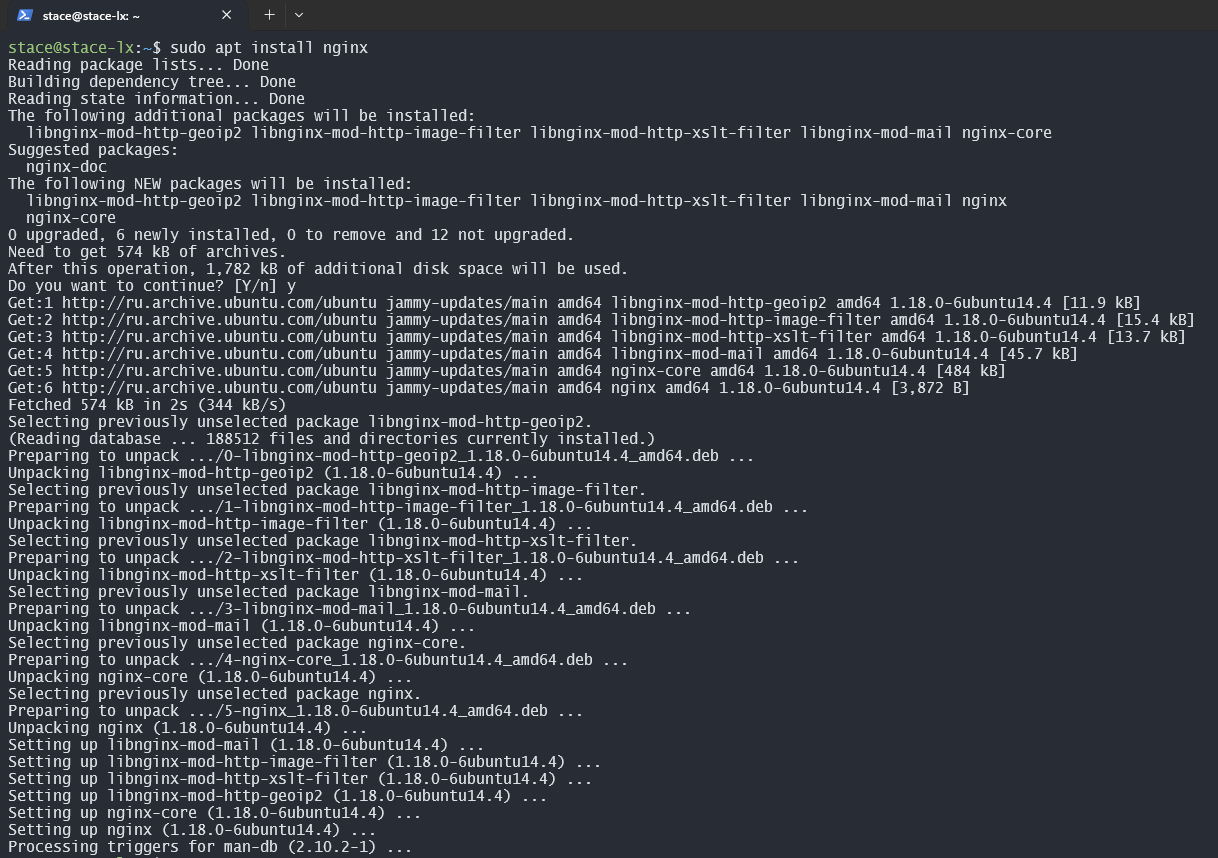 stace@stace-lx: ~
stace@stace-lx:~$ sudo apt install nginx
Reading package lists... Done
Building dependency tree... Done
Reading state information... Done
The following additional packages will be installed:
  libnginx-mod-http-geoip2 libnginx-mod-http-image-filter libnginx-mod-http-xslt-filter libnginx-mod-mail nginx-core
Suggested packages:
  nginx-doc
The following NEW packages will be installed:
  libnginx-mod-http-geoip2 libnginx-mod-http-image-filter libnginx-mod-http-xslt-filter libnginx-mod-mail nginx
  nginx-core
0 upgraded, 6 newly installed, 0 to remove and 12 not upgraded.
Need to get 574 kB of archives.
After this operation, 1,782 kB of additional disk space will be used.
Do you want to continue? [Y/n] y
Get:1 http://ru.archive.ubuntu.com/ubuntu jammy-updates/main amd64 libnginx-mod-http-geoip2 amd64 1.18.0-6ubuntu14.4 [11.9 kB]
Get:2 http://ru.archive.ubuntu.com/ubuntu jammy-updates/main amd64 libnginx-mod-http-image-filter amd64 1.18.0-6ubuntu14.4 [15.4 kB]
Get:3 http://ru.archive.ubuntu.com/ubuntu jammy-updates/main amd64 libnginx-mod-http-xslt-filter amd64 1.18.0-6ubuntu14.4 [13.7 kB]
Get:4 http://ru.archive.ubuntu.com/ubuntu jammy-updates/main amd64 libnginx-mod-mail amd64 1.18.0-6ubuntu14.4 [45.7 kB]
Get:5 http://ru.archive.ubuntu.com/ubuntu jammy-updates/main amd64 nginx-core amd64 1.18.0-6ubuntu14.4 [484 kB]
Get:6 http://ru.archive.ubuntu.com/ubuntu jammy-updates/main amd64 nginx amd64 1.18.0-6ubuntu14.4 [3,872 B]
Fetched 574 kB in 2s (344 kB/s)
Selecting previously unselected package libnginx-mod-http-geoip2.
(Reading database ... 188512 files and directories currently installed.)
Preparing to unpack .../0-libnginx-mod-http-geoip2_1.18.0-6ubuntu14.4_amd64.deb ...
Unpacking libnginx-mod-http-geoip2 (1.18.0-6ubuntu14.4) ...
Selecting previously unselected package libnginx-mod-http-image-filter.
Preparing to unpack .../1-libnginx-mod-http-image-filter_1.18.0-6ubuntu14.4_amd64.deb ...
Unpacking libnginx-mod-http-image-filter (1.18.0-6ubuntu14.4) ...
Selecting previously unselected package libnginx-mod-http-xslt-filter.
Preparing to unpack .../2-libnginx-mod-http-xslt-filter_1.18.0-6ubuntu14.4_amd64.deb ...
Unpacking libnginx-mod-http-xslt-filter (1.18.0-6ubuntu14.4) ...
Selecting previously unselected package libnginx-mod-mail.
Preparing to unpack .../3-libnginx-mod-mail_1.18.0-6ubuntu14.4_amd64.deb ...
Unpacking libnginx-mod-mail (1.18.0-6ubuntu14.4) ...
Selecting previously unselected package nginx-core.
Preparing to unpack .../4-nginx-core_1.18.0-6ubuntu14.4_amd64.deb ...
Unpacking nginx-core (1.18.0-6ubuntu14.4) ...
Selecting previously unselected package nginx.
Preparing to unpack .../5-nginx_1.18.0-6ubuntu14.4_amd64.deb ...
Unpacking nginx (1.18.0-6ubuntu14.4) ...
Setting up libnginx-mod-mail (1.18.0-6ubuntu14.4) ...
Setting up libnginx-mod-http-image-filter (1.18.0-6ubuntu14.4) ...
Setting up libnginx-mod-http-xslt-filter (1.18.0-6ubuntu14.4) ...
Setting up libnginx-mod-http-geoip2 (1.18.0-6ubuntu14.4) ...
Setting up nginx-core (1.18.0-6ubuntu14.4) ...
Setting up nginx (1.18.0-6ubuntu14.4) ...
Processing triggers for man-db (2.10.2-1) ...